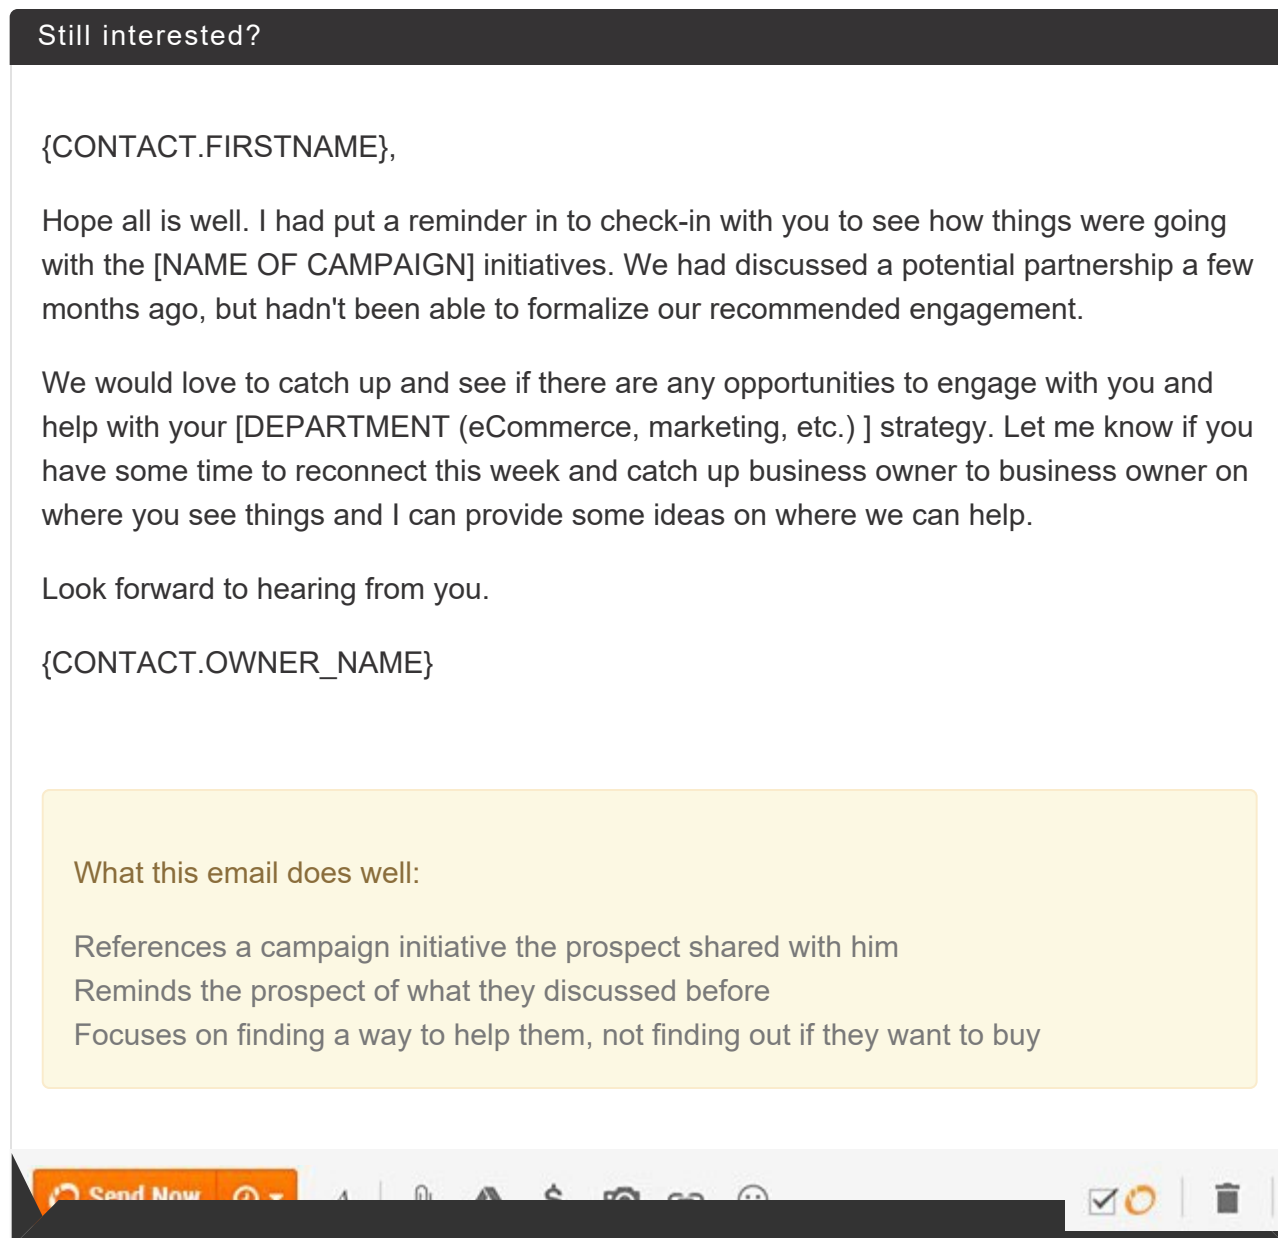 Still interested?
{CONTACT.FIRSTNAME},
Hope all is well. I had put a reminder in to check-in with you to see how things were going
with the [NAME OF CAMPAIGN] initiatives. We had discussed a potential partnership a few
months ago, but hadn't been able to formalize our recommended engagement.
We would love to catch up and see if there are any opportunities to engage with you and
help with your [DEPARTMENT (eCommerce, marketing, etc.) ] strategy. Let me know if you
have some time to reconnect this week and catch up business owner to business owner on
where you see things and I can provide some ideas on where we can help.
Look forward to hearing from you.
{CONTACT.OWNER_NAME}
What this email does well:
References a campaign initiative the prospect shared with him
Reminds the prospect of what they discussed before
Focuses on finding a way to help them, not finding out if they want to buy
Send Now